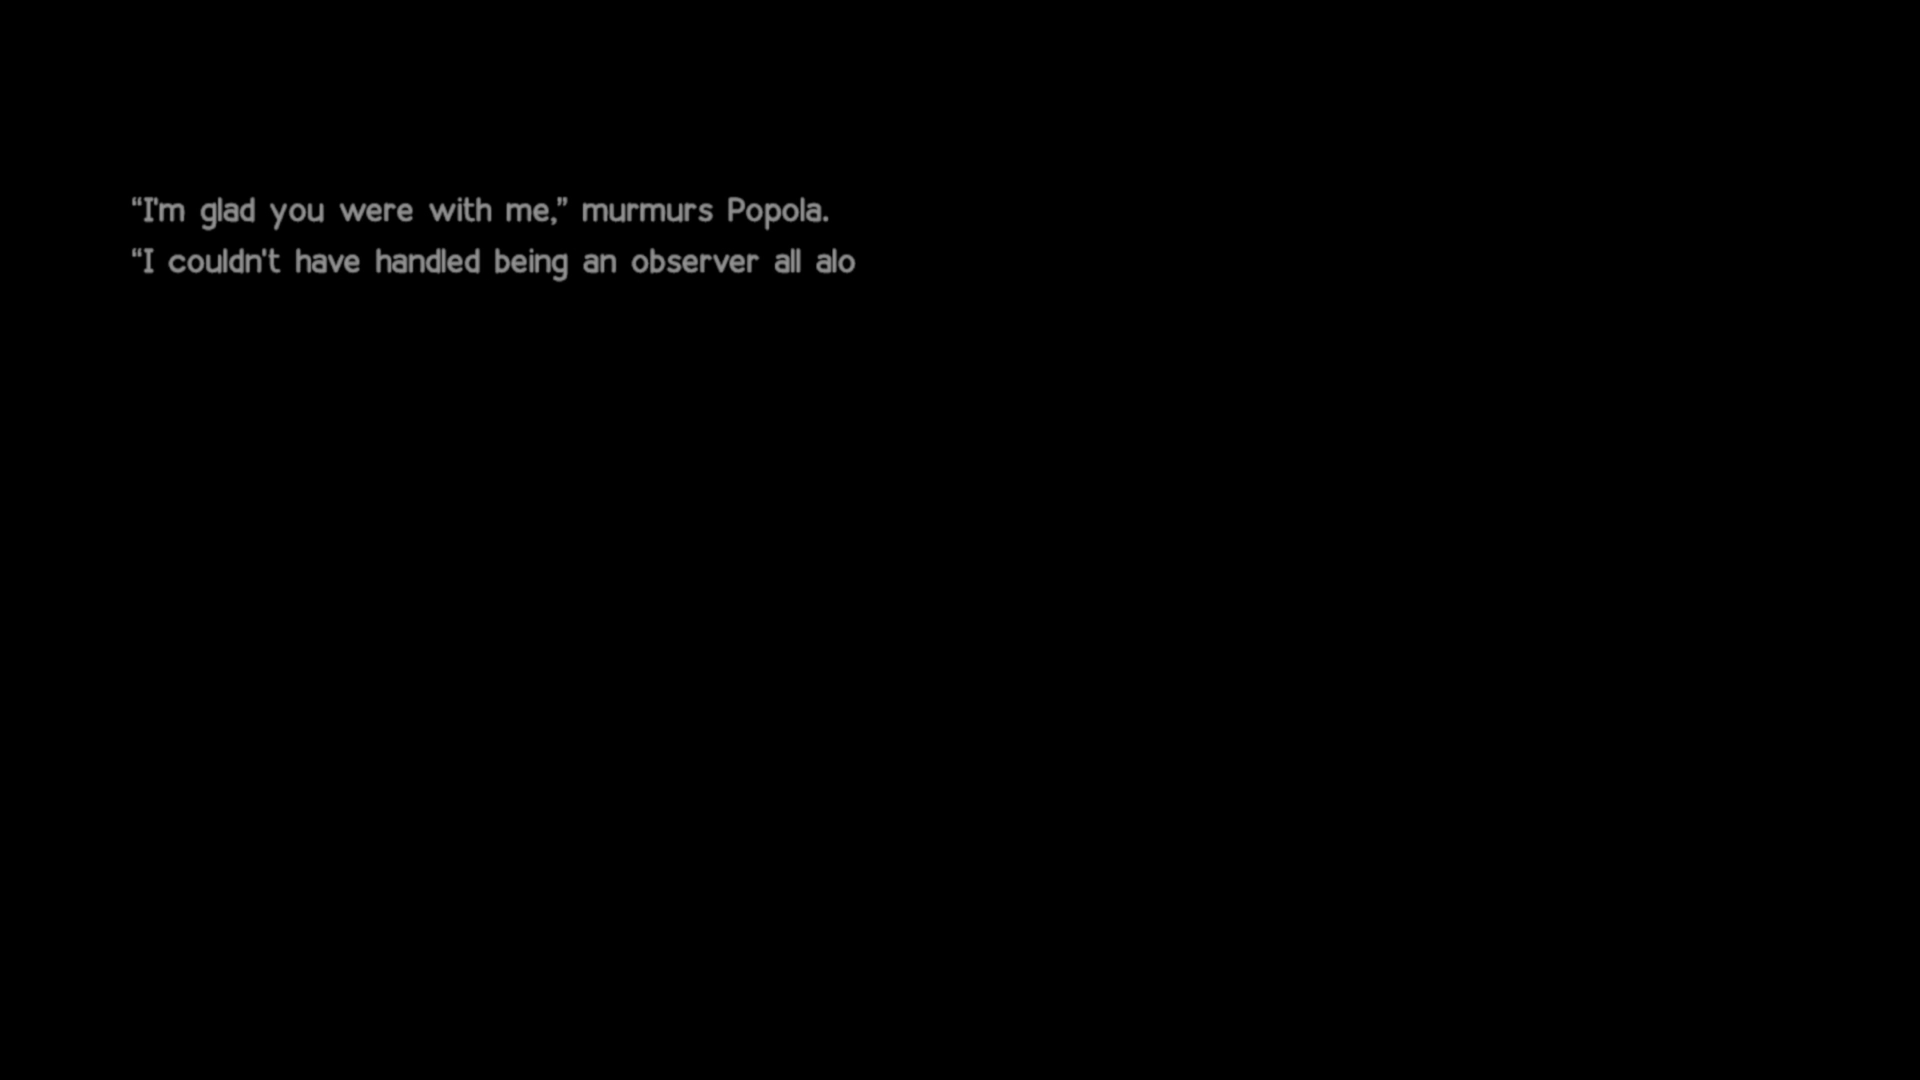 “I'm glad you were with me,” murmurs Popola.
“I couldn't have handled being an observer all alo